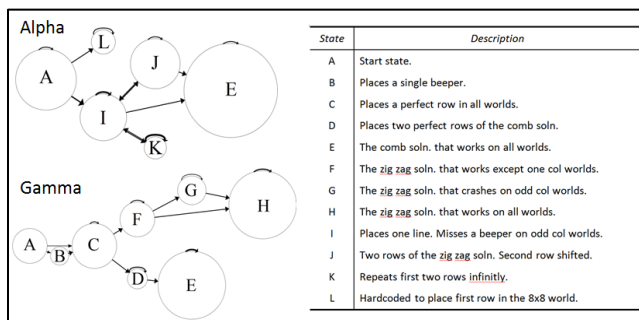 Alpha
L
A
J
E
I
K
Gamma
G
H
F
A
C
B
D
E
State Description
A Start state.
B Places a single beeper.
C Places a perfect row in all worlds.
D Places two perfect rows of the comb soln.
E The comb soln. that works on all worlds.
F The zig zag soln. that works except one col worlds.
G The zig zag soln. that crashes on odd col worlds.
H The zig zag soln. that works on all worlds.
I Places one line. Misses a beeper on odd col worlds.
J Two rows of the zig zag soln. Second row shifted.
K Repeats first two rows infinitly.
L Hardcoded to place first row in the 8x8 world.